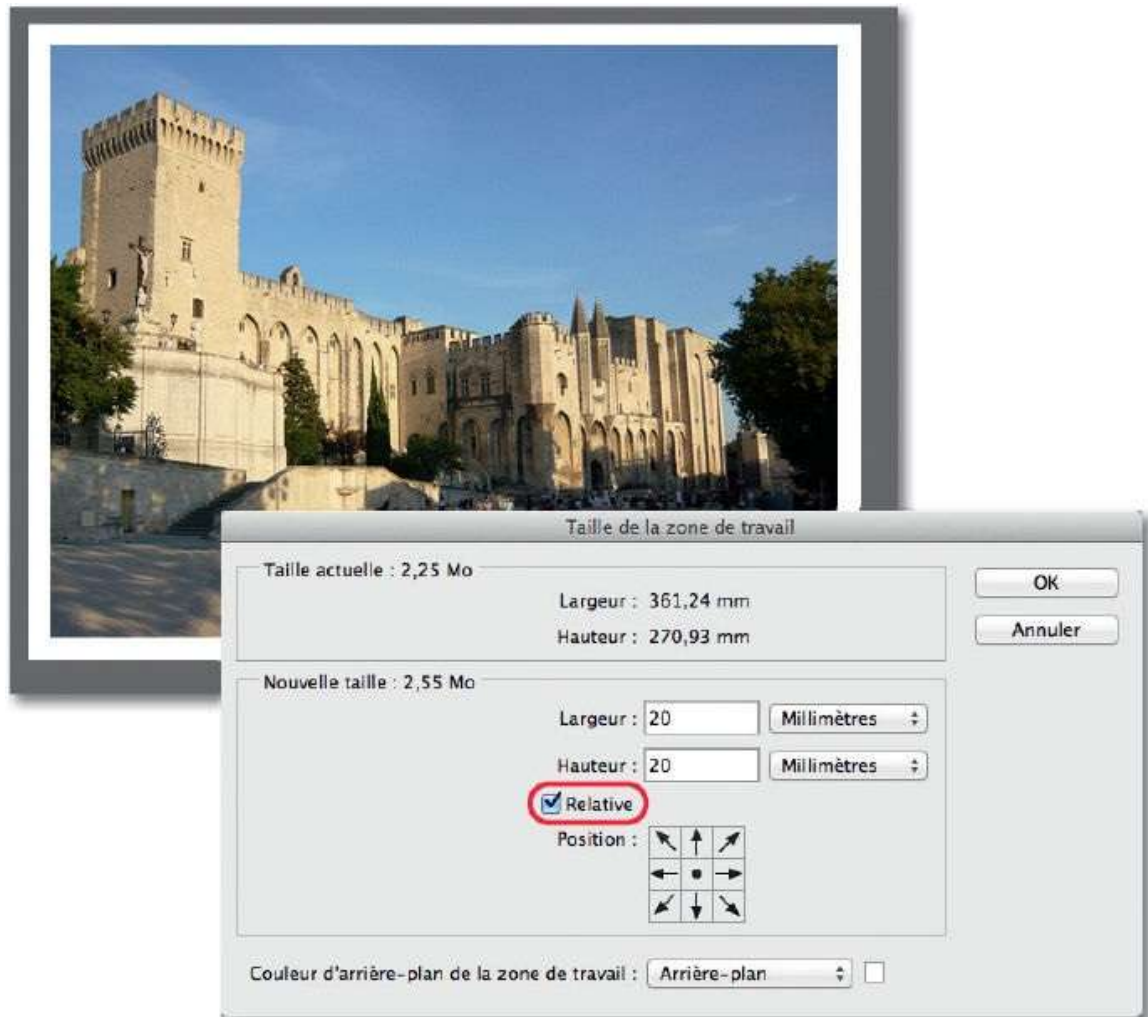 Taille de la zone de travail
Taille actuelle : 2,25 Mo
Largeur : 361,24 mm
Hauteur : 270,93 mm
OK
Annuler
Nouvelle taille : 2,55 Mo
Largeur : 20 Millimètres
Hauteur : 20 Millimètres
Relative
Position :
Couleur d'arrière-plan de la zone de travail : Arrière-plan